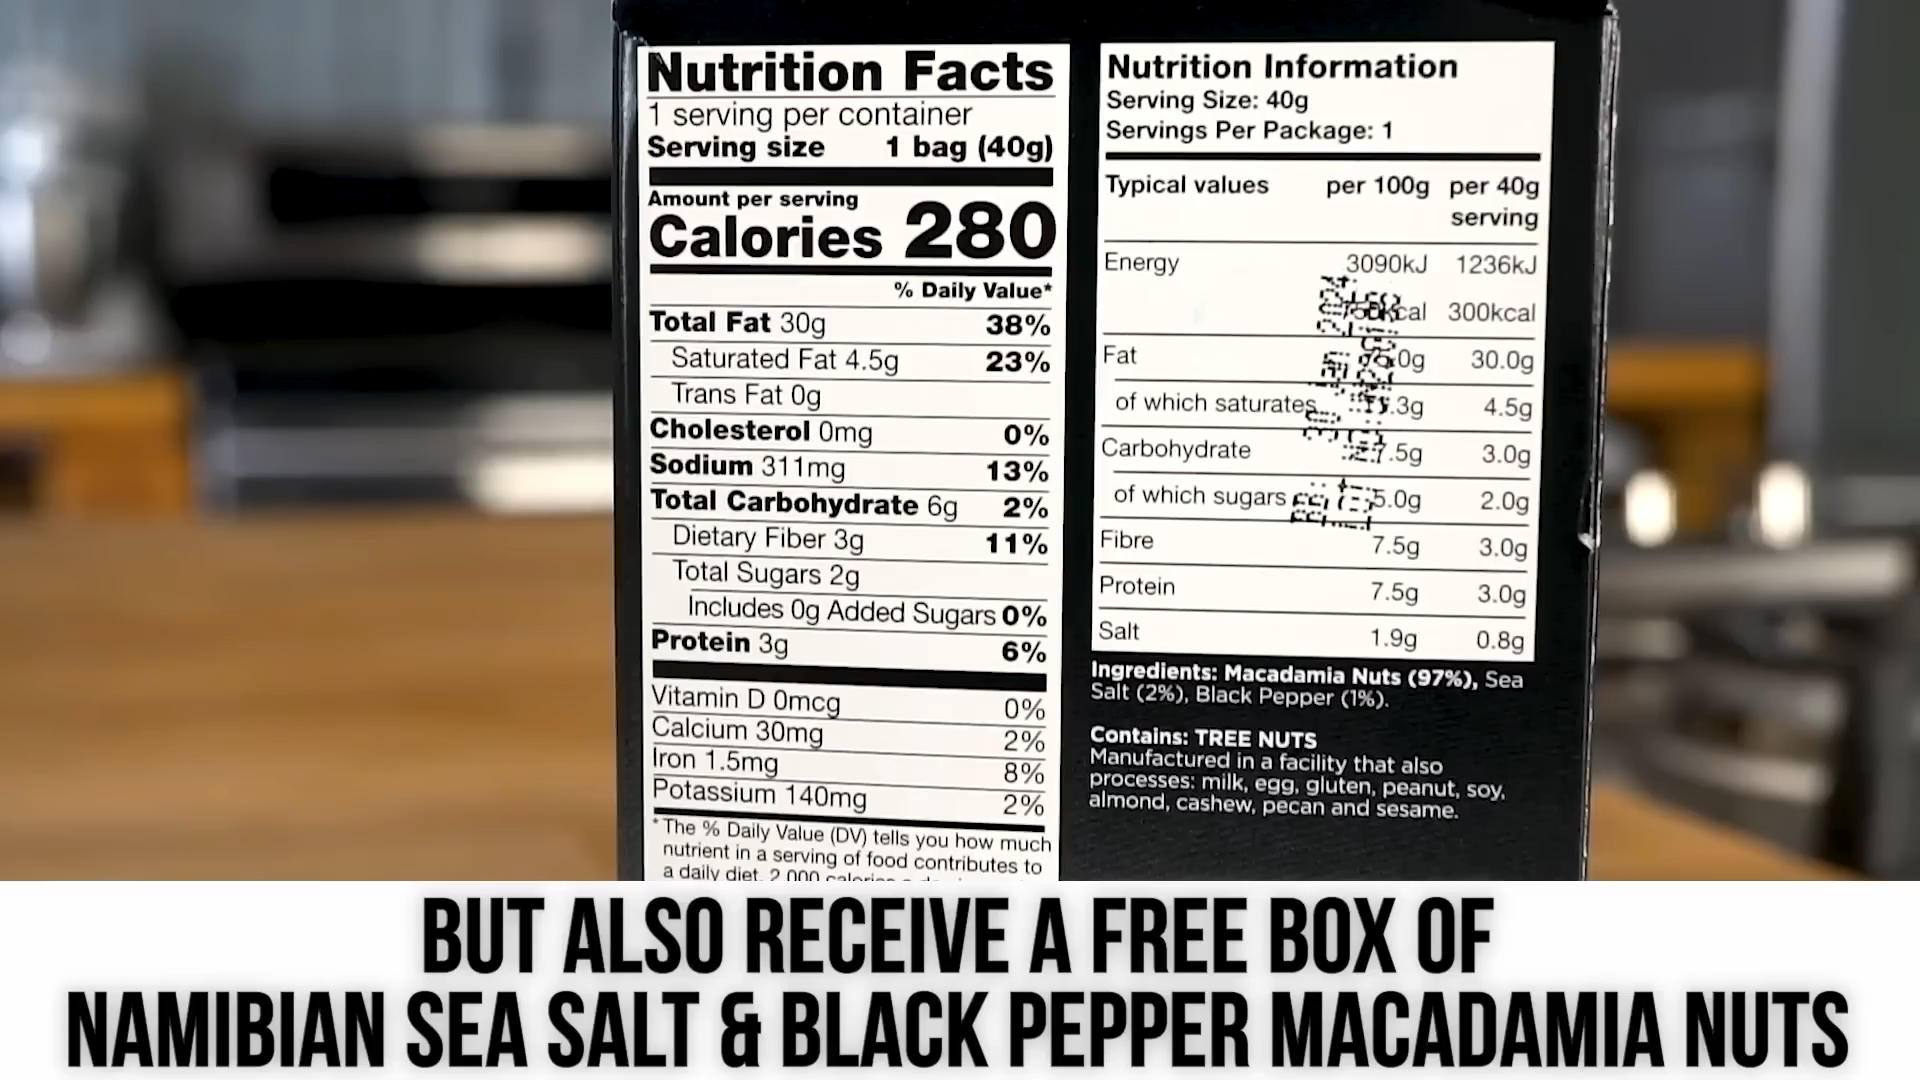 Nutrition Facts
1 serving per container
Serving size 1 bag (40g)
Amount per serving
Calories 280
% Daily Value*
Total Fat 30g 38%
Saturated Fat 4.5g 23%
Trans Fat 0g
Cholesterol 0mg 0%
Sodium 311mg 13%
Total Carbohydrate 6g 2%
Dietary Fiber 3g 11%
Total Sugars 2g
Includes 0g Added Sugars 0%
Protein 3g 6%
Vitamin D 0mcg 0%
Calcium 30mg 2%
Iron 1.5mg 8%
Potassium 140mg 2%
*The % Daily Value (DV) tells you how much
nutrient in a serving of food contributes to
a daily diet. 2,000 calories
Nutrition Information
Serving Size: 40g
Servings Per Package: 1
Typical values per 100g per 40g
serving
Energy 3090kJ 1236kJ
300kcal
Fat 30.0g
of which saturates 4.5g
Carbohydrate 3.0g
of which sugars 5.0g 2.0g
Fibre 7.5g 3.0g
Protein 7.5g 3.0g
Salt 1.9g 0.8g
Ingredients: Macadamia Nuts (97%), Sea
Salt (2%), Black Pepper (1%).
Contains: TREE NUTS
Manufactured in a facility that also
processes: milk, egg, gluten, peanut, soy,
almond, cashew, pecan and sesame.
BUT ALSO RECEIVE A FREE BOX OF
NAMIBIAN SEA SALT & BLACK PEPPER MACADAMIA NUTS